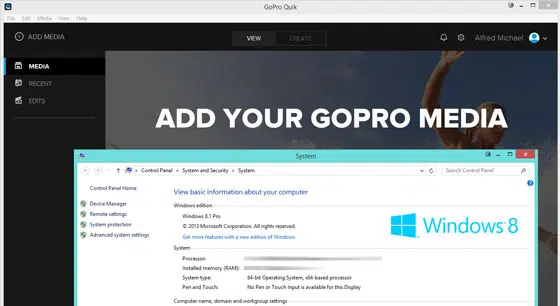 GoPro Quik
File Edit Media View Help
ADD MEDIA
VIEW CREATE
Alfred Michael
MEDIA
RECENT
EDITS
ADD YOUR GOPRO MEDIA
System
Control Panel System and Security System
Search Control Panel
Control Panel Home
Device Manager
Remote settings
System protection
Advanced system settings
View basic information about your computer
Windows edition
Windows 8.1 Pro
© 2013 Microsoft Corporation. All rights reserved.
Get more features with a new edition of Windows
Windows 8
System
Processor:
Installed memory (RAM):
System type: 64-bit Operating System, x64-based processor
Pen and Touch: No Pen or Touch Input is available for this Display
Computer name, domain and workgroup settings